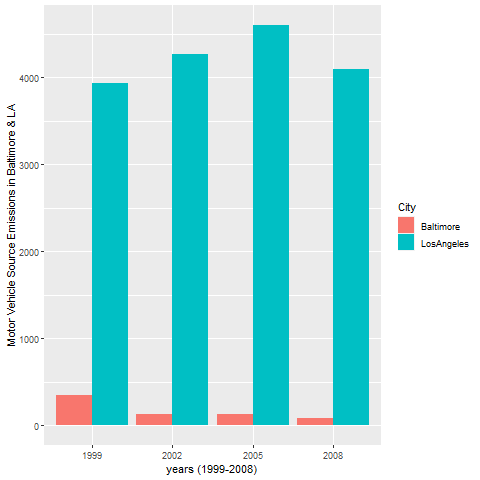 Motor Vehicle Source Emissions in Baltimore & LA
4000
3000
2000
1000
0
1999
2002
2005
2008
years (1999-2008)
City
Baltimore
LosAngeles